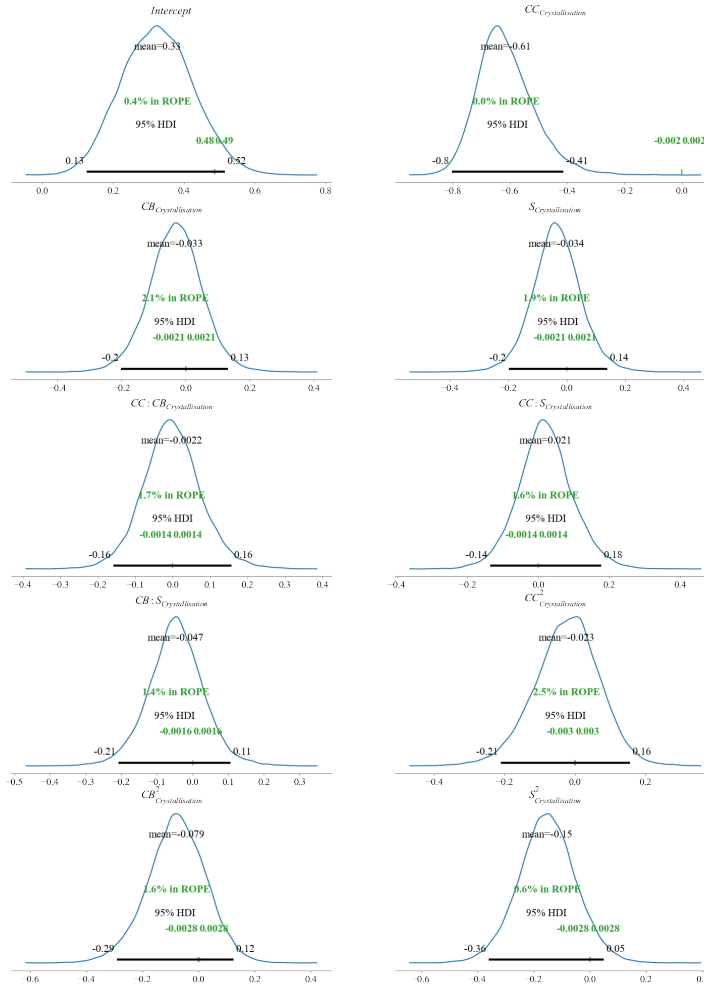 Intercept
mean=0.33
0.4% in ROPE
95% HDI
0.48 0.49
0.13 0.52
0.0 0.2 0.4 0.6 0.8
CC Crystallisation
mean=-0.61
0.0% in ROPE
95% HDI
-0.002 0.002
-0.8 -0.41
−0.8 −0.6 −0.4 −0.2 0.0
CB Crystallisation
mean=-0.033
2.1% in ROPE
95% HDI
-0.0021 0.0021
-0.2 0.13
−0.4 −0.2 0.0 0.2 0.4
S Crystallisation
mean=-0.034
1.9% in ROPE
95% HDI
-0.0021 0.0021
-0.2 0.14
−0.4 −0.2 0.0 0.2 0.4
CC : CB Crystallisation
mean=-0.0022
1.7% in ROPE
95% HDI
-0.0014 0.0014
-0.16 0.16
−0.4 −0.3 −0.2 −0.1 0.0 0.1 0.2 0.3 0.4
CC : S Crystallisation
mean=0.021
1.6% in ROPE
95% HDI
-0.0014 0.0014
-0.14 0.18
−0.4 −0.2 0.0 0.2 0.4
CB : S Crystallisation
mean=-0.047
1.4% in ROPE
95% HDI
-0.0016 0.0016
-0.21 0.11
−0.5 −0.4 −0.3 −0.2 −0.1 0.0 0.1 0.2 0.3
CC² Crystallisation
mean=-0.023
2.5% in ROPE
95% HDI
-0.003 0.003
-0.21 0.16
−0.4 −0.2 0.0 0.2
CB² Crystallisation
mean=-0.079
1.6% in ROPE
95% HDI
-0.0028 0.0028
-0.29 0.12
−0.6 −0.4 −0.2 0.0 0.2 0.4
S² Crystallisation
mean=-0.15
0.6% in ROPE
95% HDI
-0.0028 0.0028
-0.36 0.05
−0.6 −0.4 −0.2 0.0 0.2